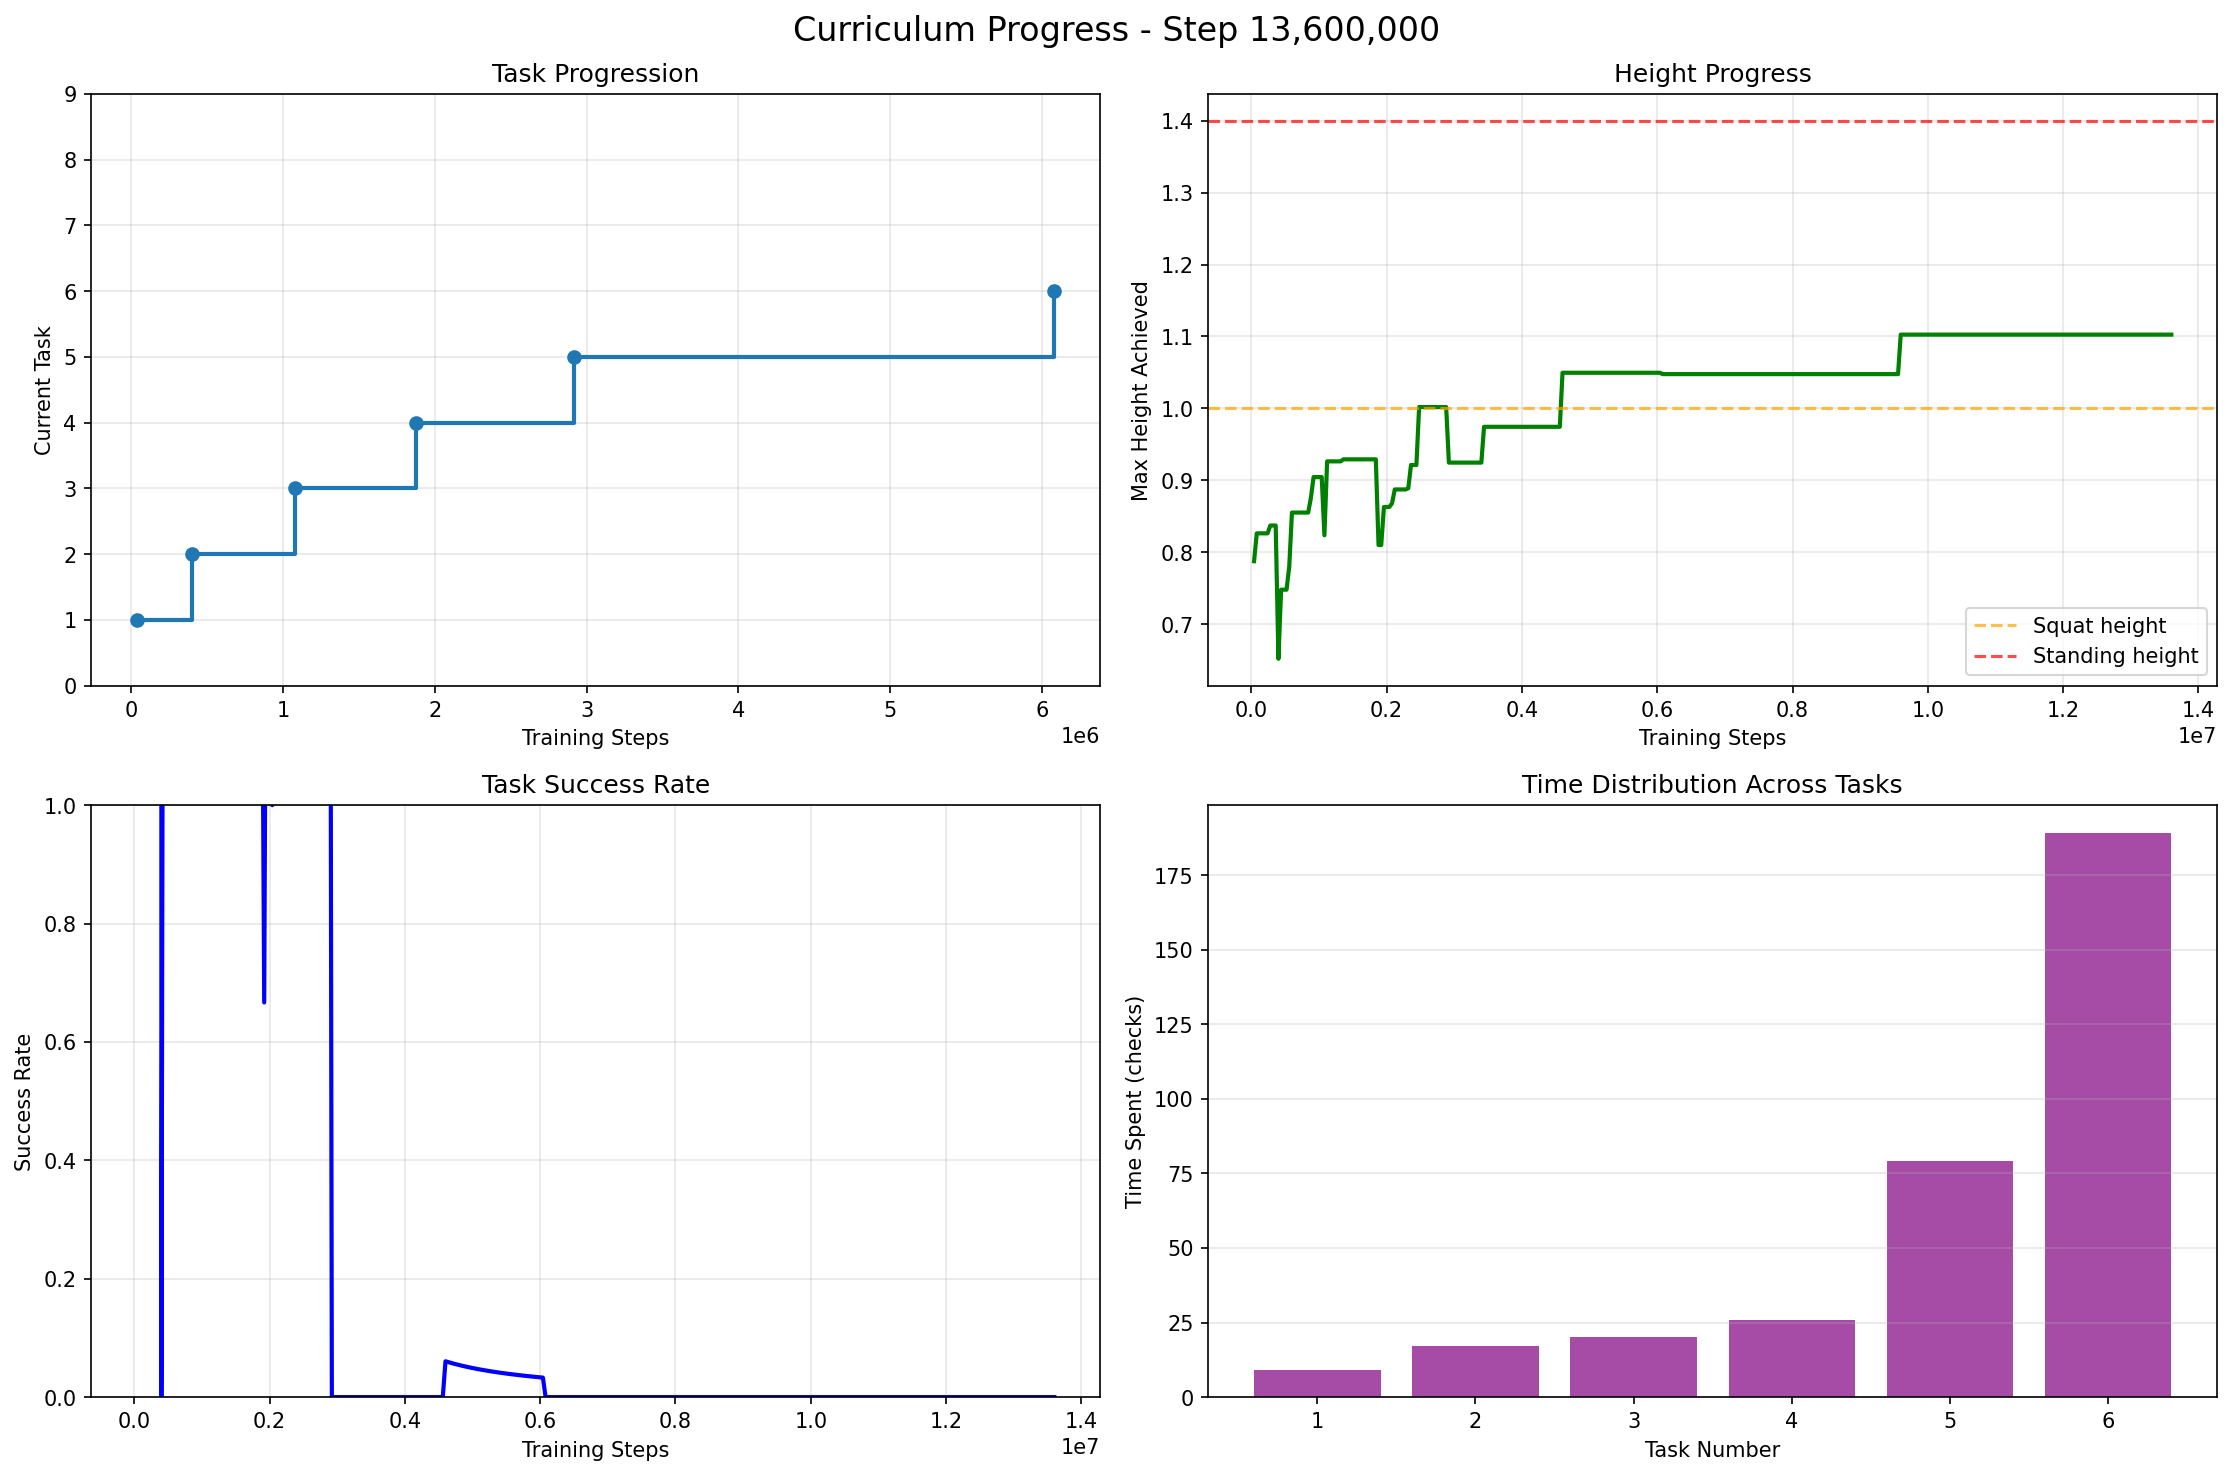 Curriculum Progress - Step 13,600,000
Task Progression
Current Task
9
8
7
6
5
4
3
2
1
0
0 1 2 3 4 5 6
1e6
Training Steps
Height Progress
Max Height Achieved
1.4
1.3
1.2
1.1
1.0
0.9
0.8
0.7
Squat height
Standing height
0.0 0.2 0.4 0.6 0.8 1.0 1.2 1.4
1e7
Training Steps
Task Success Rate
Success Rate
1.0
0.8
0.6
0.4
0.2
0.0
0.0 0.2 0.4 0.6 0.8 1.0 1.2 1.4
1e7
Training Steps
Time Distribution Across Tasks
Time Spent (checks)
175
150
125
100
75
50
25
0
1 2 3 4 5 6
Task Number